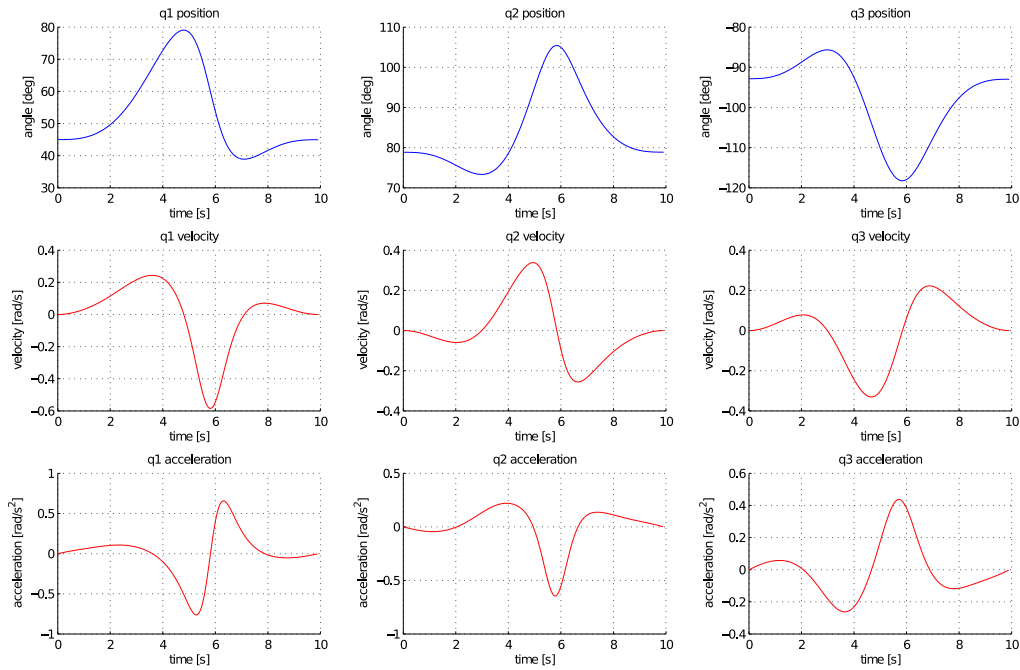 q1 position
80
70
60
50
40
30
angle [deg]
0 2 4 6 8 10
time [s]
q2 position
110
100
90
80
70
angle [deg]
0 2 4 6 8 10
time [s]
q3 position
−80
−90
−100
−110
−120
angle [deg]
0 2 4 6 8 10
time [s]
q1 velocity
0.4
0.2
0
−0.2
−0.4
−0.6
velocity [rad/s]
0 2 4 6 8 10
time [s]
q2 velocity
0.4
0.2
0
−0.2
−0.4
velocity [rad/s]
0 2 4 6 8 10
time [s]
q3 velocity
0.4
0.2
0
−0.2
−0.4
velocity [rad/s]
0 2 4 6 8 10
time [s]
q1 acceleration
1
0.5
0
−0.5
−1
acceleration [rad/s²]
0 2 4 6 8 10
time [s]
q2 acceleration
0.5
0
−0.5
−1
acceleration [rad/s²]
0 2 4 6 8 10
time [s]
q3 acceleration
0.6
0.4
0.2
0
−0.2
−0.4
acceleration [rad/s²]
0 2 4 6 8 10
time [s]